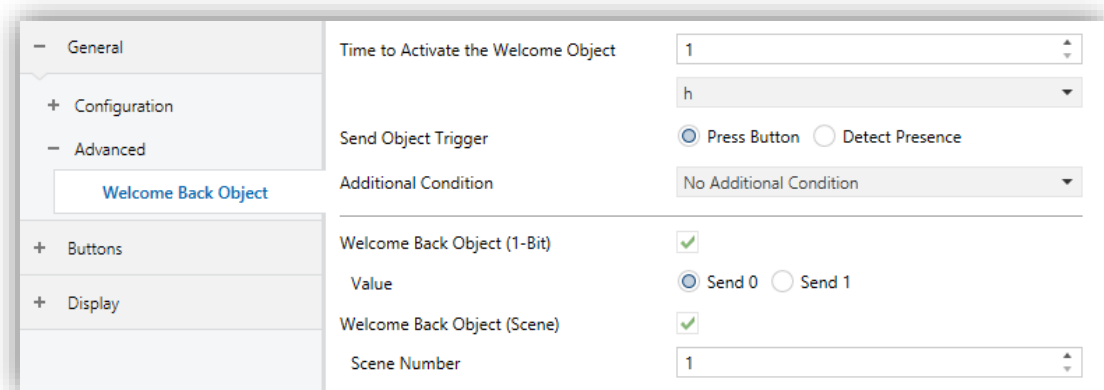 General
Configuration
Advanced
Welcome Back Object
Buttons
Display
Time to Activate the Welcome Object
1
h
Send Object Trigger
Press Button Detect Presence
Additional Condition
No Additional Condition
Welcome Back Object (1-Bit)
Value
Send 0 Send 1
Welcome Back Object (Scene)
Scene Number
1